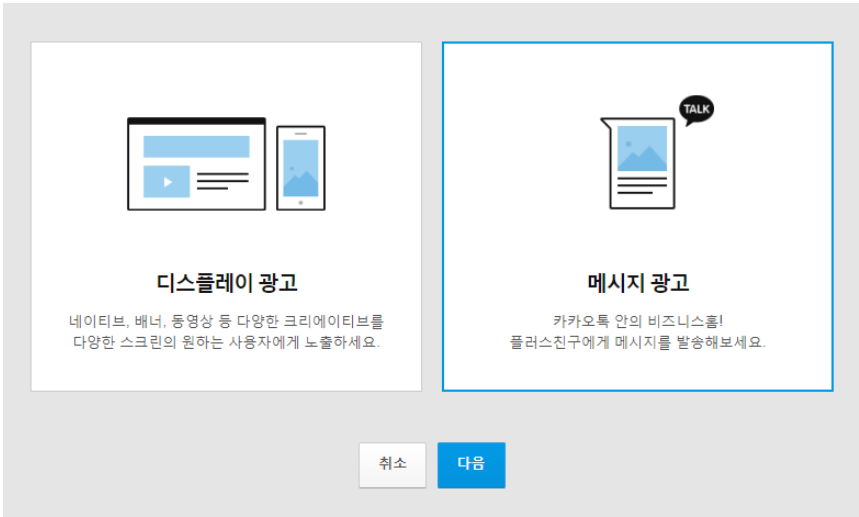 TALK
디스플레이 광고
네이티브, 배너, 동영상 등 다양한 크리에이티브를
다양한 스크린의 원하는 사용자에게 노출하세요.
메시지 광고
카카오톡 안의 비즈니스홈!
플러스친구에게 메시지를 발송해보세요.
취소
다음